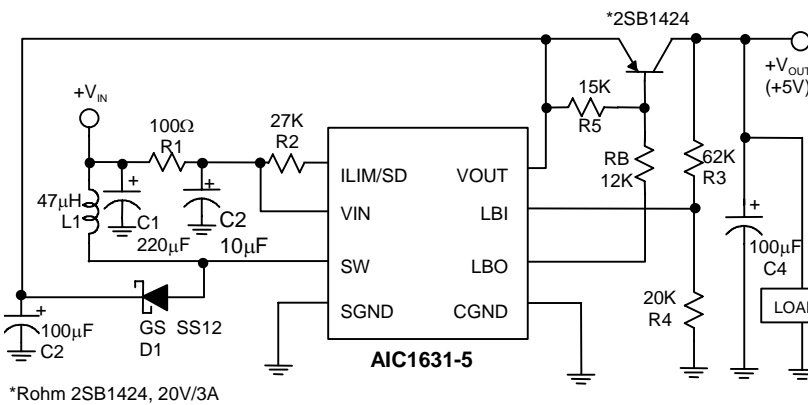 *2SB1424
+VIN
100Ω
R1
27K
R2
15K
R5
+VOUT
(+5V)
ILIM/SD
VOUT
RB
12K
62K
R3
47µH
L1
C1
220µF
C2
10µF
VIN
LBI
SW
LBO
100µF
C4
SGND
CGND
20K
R4
LOAD
100µF
C2
GS SS12
D1
AIC1631-5
*Rohm 2SB1424, 20V/3A